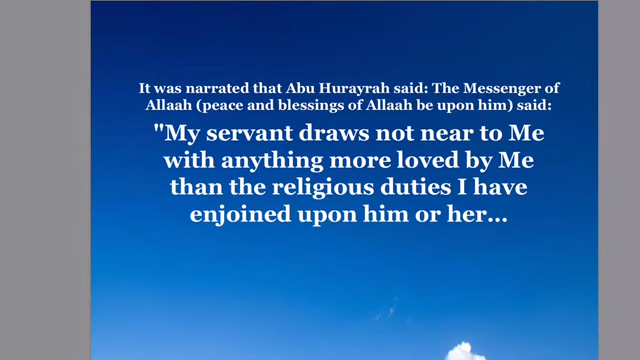 It was narrated that Abu Hurayrah said: The Messenger of
Allaah (peace and blessings of Allaah be upon him) said:
"My servant draws not near to Me
with anything more loved by Me
than the religious duties I have
enjoined upon him or her...